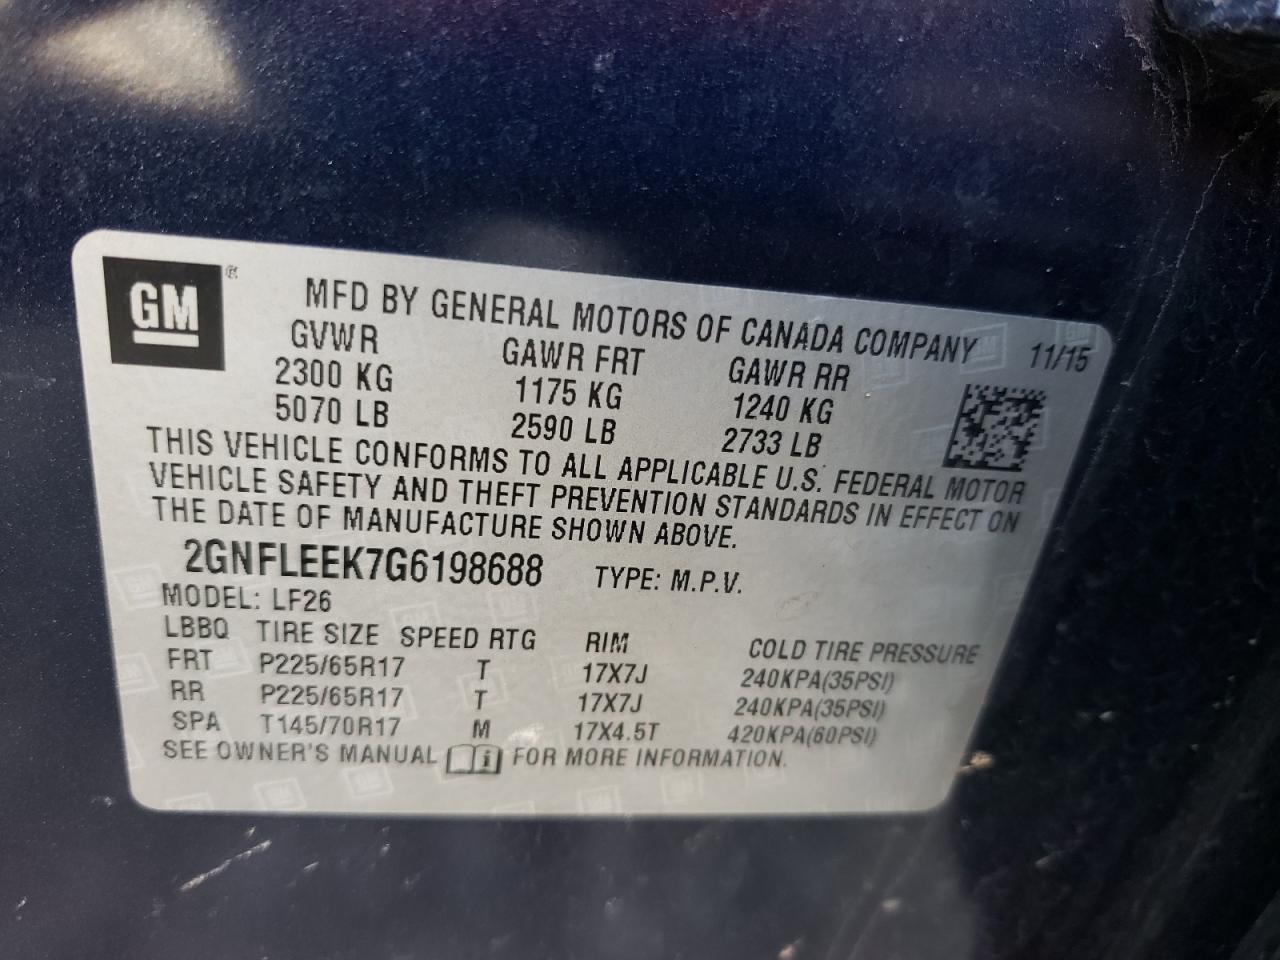 GM ®
MFD BY GENERAL MOTORS OF CANADA COMPANY 11/15
GVWR GAWR FRT GAWR RR
2300 KG 1175 KG 1240 KG
5070 LB 2590 LB 2733 LB
THIS VEHICLE CONFORMS TO ALL APPLICABLE U.S. FEDERAL MOTOR
VEHICLE SAFETY AND THEFT PREVENTION STANDARDS IN EFFECT ON
THE DATE OF MANUFACTURE SHOWN ABOVE.
2GNFLEEK7G6198688 TYPE: M.P.V.
MODEL: LF26
LBBQ TIRE SIZE SPEED RTG RIM COLD TIRE PRESSURE
FRT P225/65R17 T 17X7J 240KPA(35PSI)
RR P225/65R17 T 17X7J 240KPA(35PSI)
SPA T145/70R17 M 17X4.5T 420KPA(60PSI)
SEE OWNER'S MANUAL i FOR MORE INFORMATION.